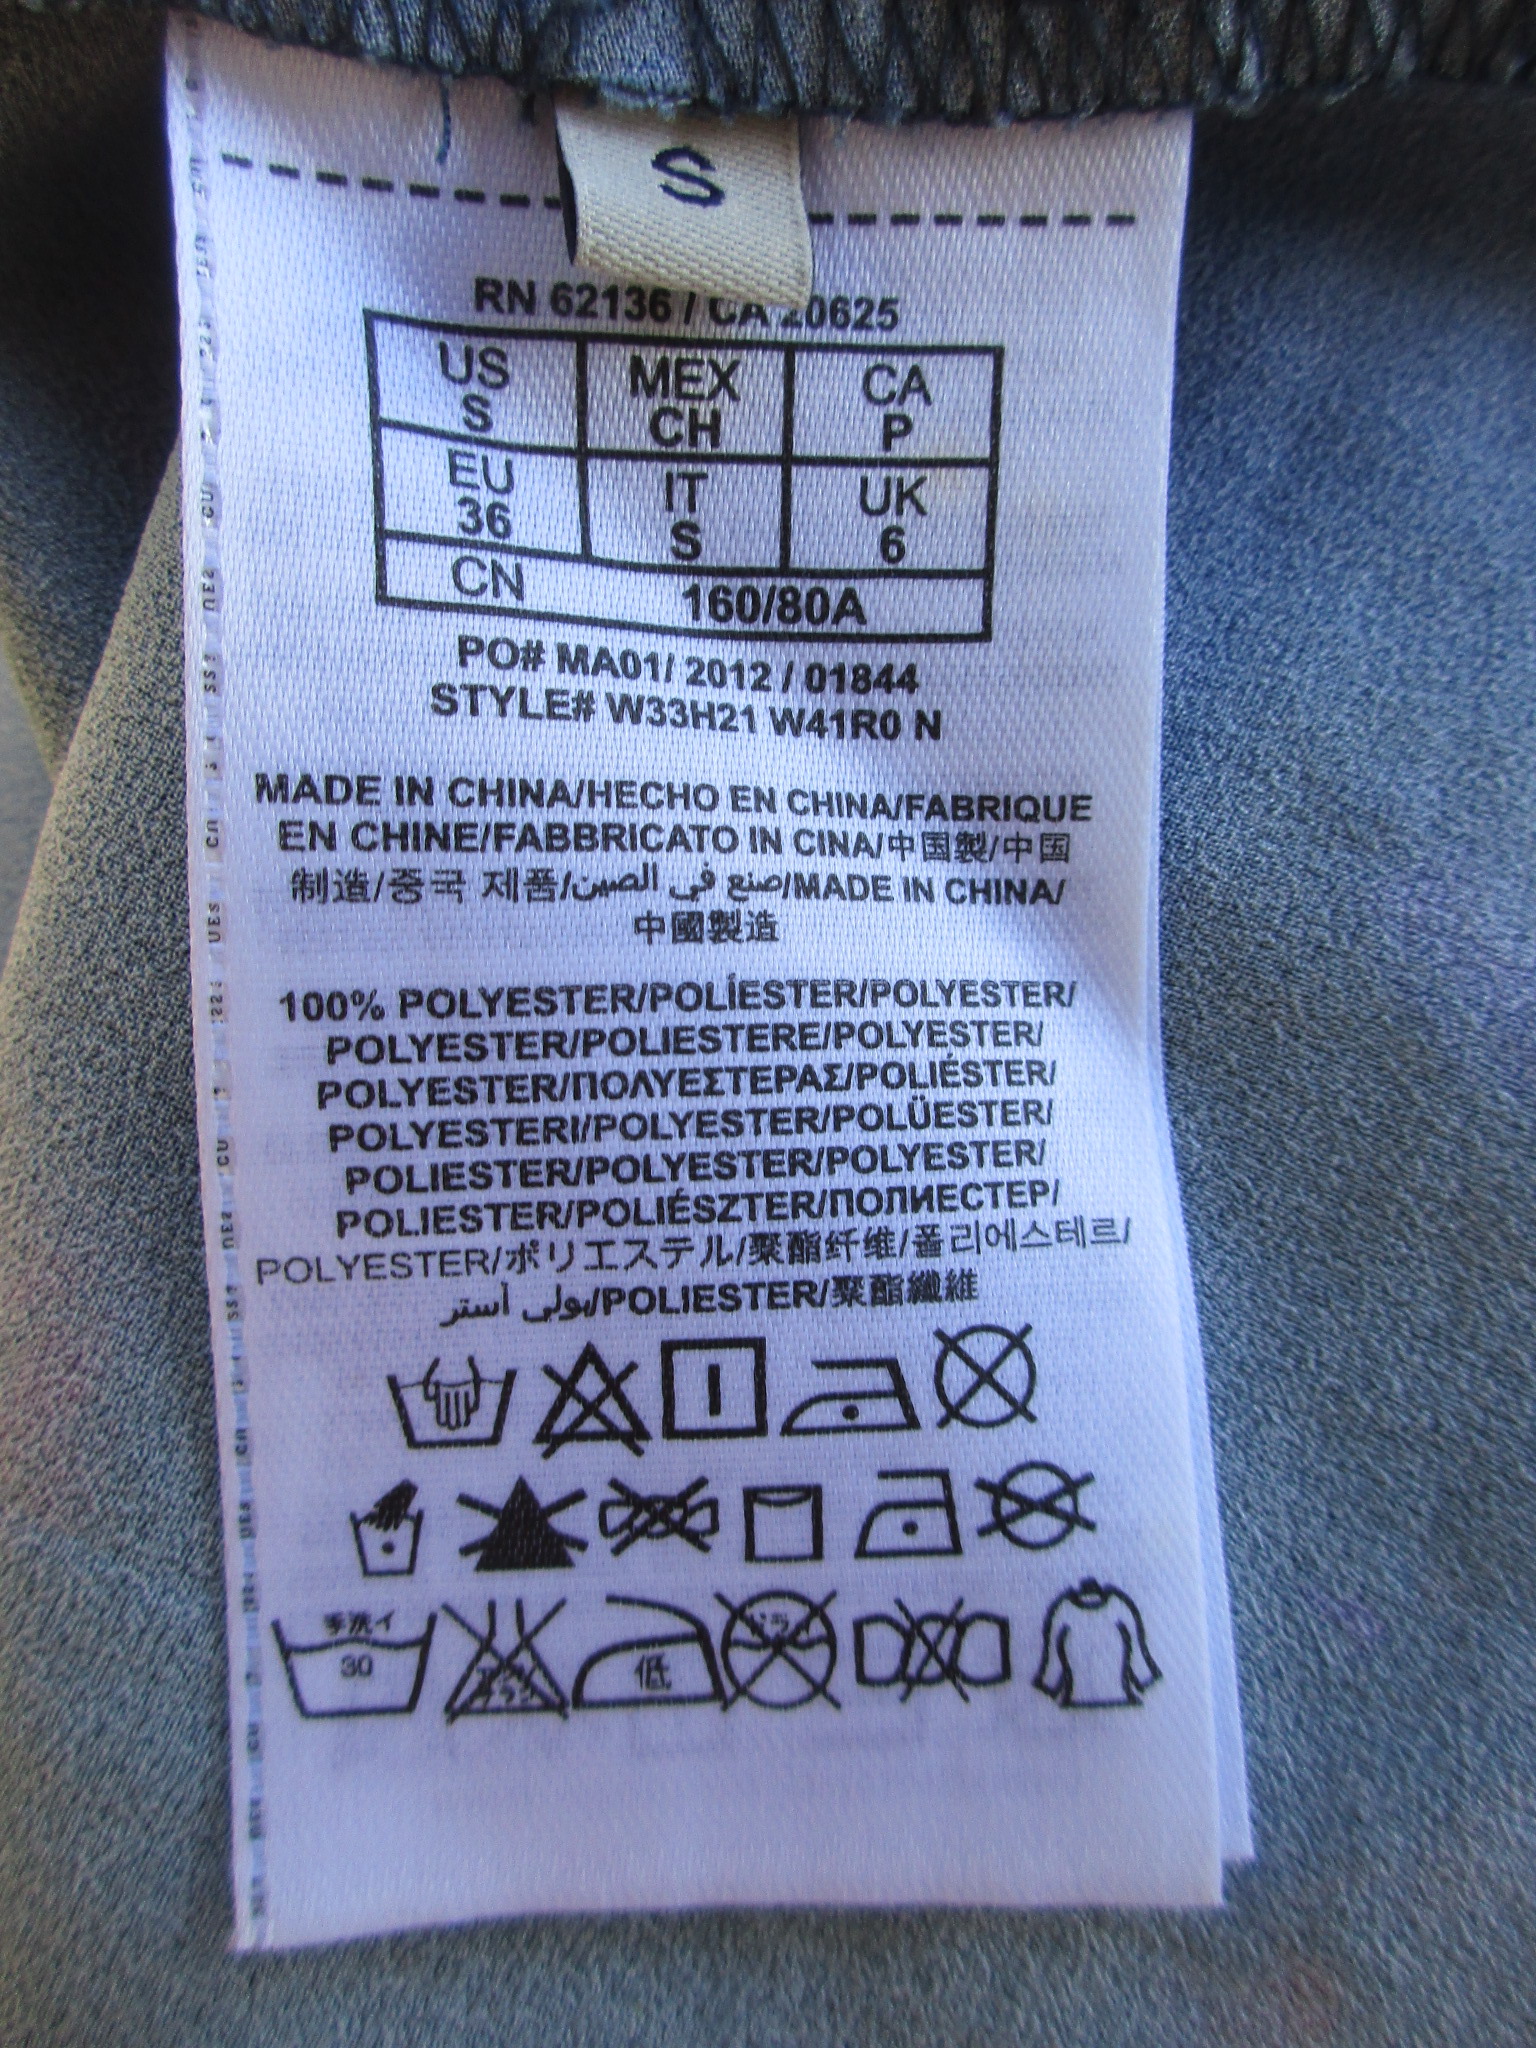 S
RN 62136 / CA 20625
US MEX CA
S CH P
EU IT UK
36 S 6
CN 160/80A
PO# MA01/ 2012 / 01844
STYLE# W33H21 W41R0 N
MADE IN CHINA/HECHO EN CHINA/FABRIQUE
EN CHINE/FABBRICATO IN CINA/中国製/中国
制造/중국 제품/صنع في الصين/MADE IN CHINA/
中國製造
100% POLYESTER/POLÍESTER/POLYESTER/
POLYESTER/POLIESTERE/POLYESTER/
POLYESTER/ΠΟΛΥΕΣΤΕΡΑΣ/POLIÉSTER/
POLYESTERI/POLYESTER/POLÜESTER/
POLIESTER/POLYESTER/POLYESTER/
POLIESTER/POLIÉSZTER/ПОЛИЕСТЕР/
POLYESTER/ポリエステル/聚酯纤维/폴리에스테르/
بولي أستر/POLIESTER/聚酯纖維
手洗イ
30 低